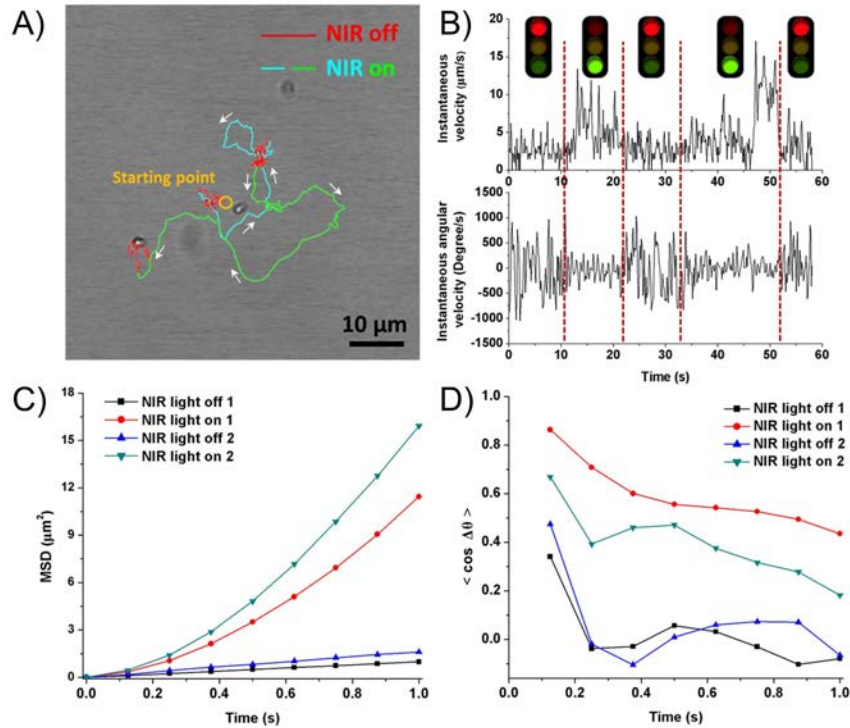 A)
NIR off
NIR on
Starting point
10 µm
B)
Instantaneous
velocity (µm/s)
20
15
10
5
0
0 10 20 30 40 50 60
Instantaneous angular
velocity (Degree/s)
1500
1000
500
0
-500
-1000
-1500
0 10 20 30 40 50 60
Time (s)
C)
MSD (µm²)
18
15
12
9
6
3
0
NIR light off 1
NIR light on 1
NIR light off 2
NIR light on 2
0.0 0.2 0.4 0.6 0.8 1.0
Time (s)
D)
< cos Δθ >
1.0
0.8
0.6
0.4
0.2
0.0
NIR light off 1
NIR light on 1
NIR light off 2
NIR light on 2
0.0 0.2 0.4 0.6 0.8 1.0
Time (s)